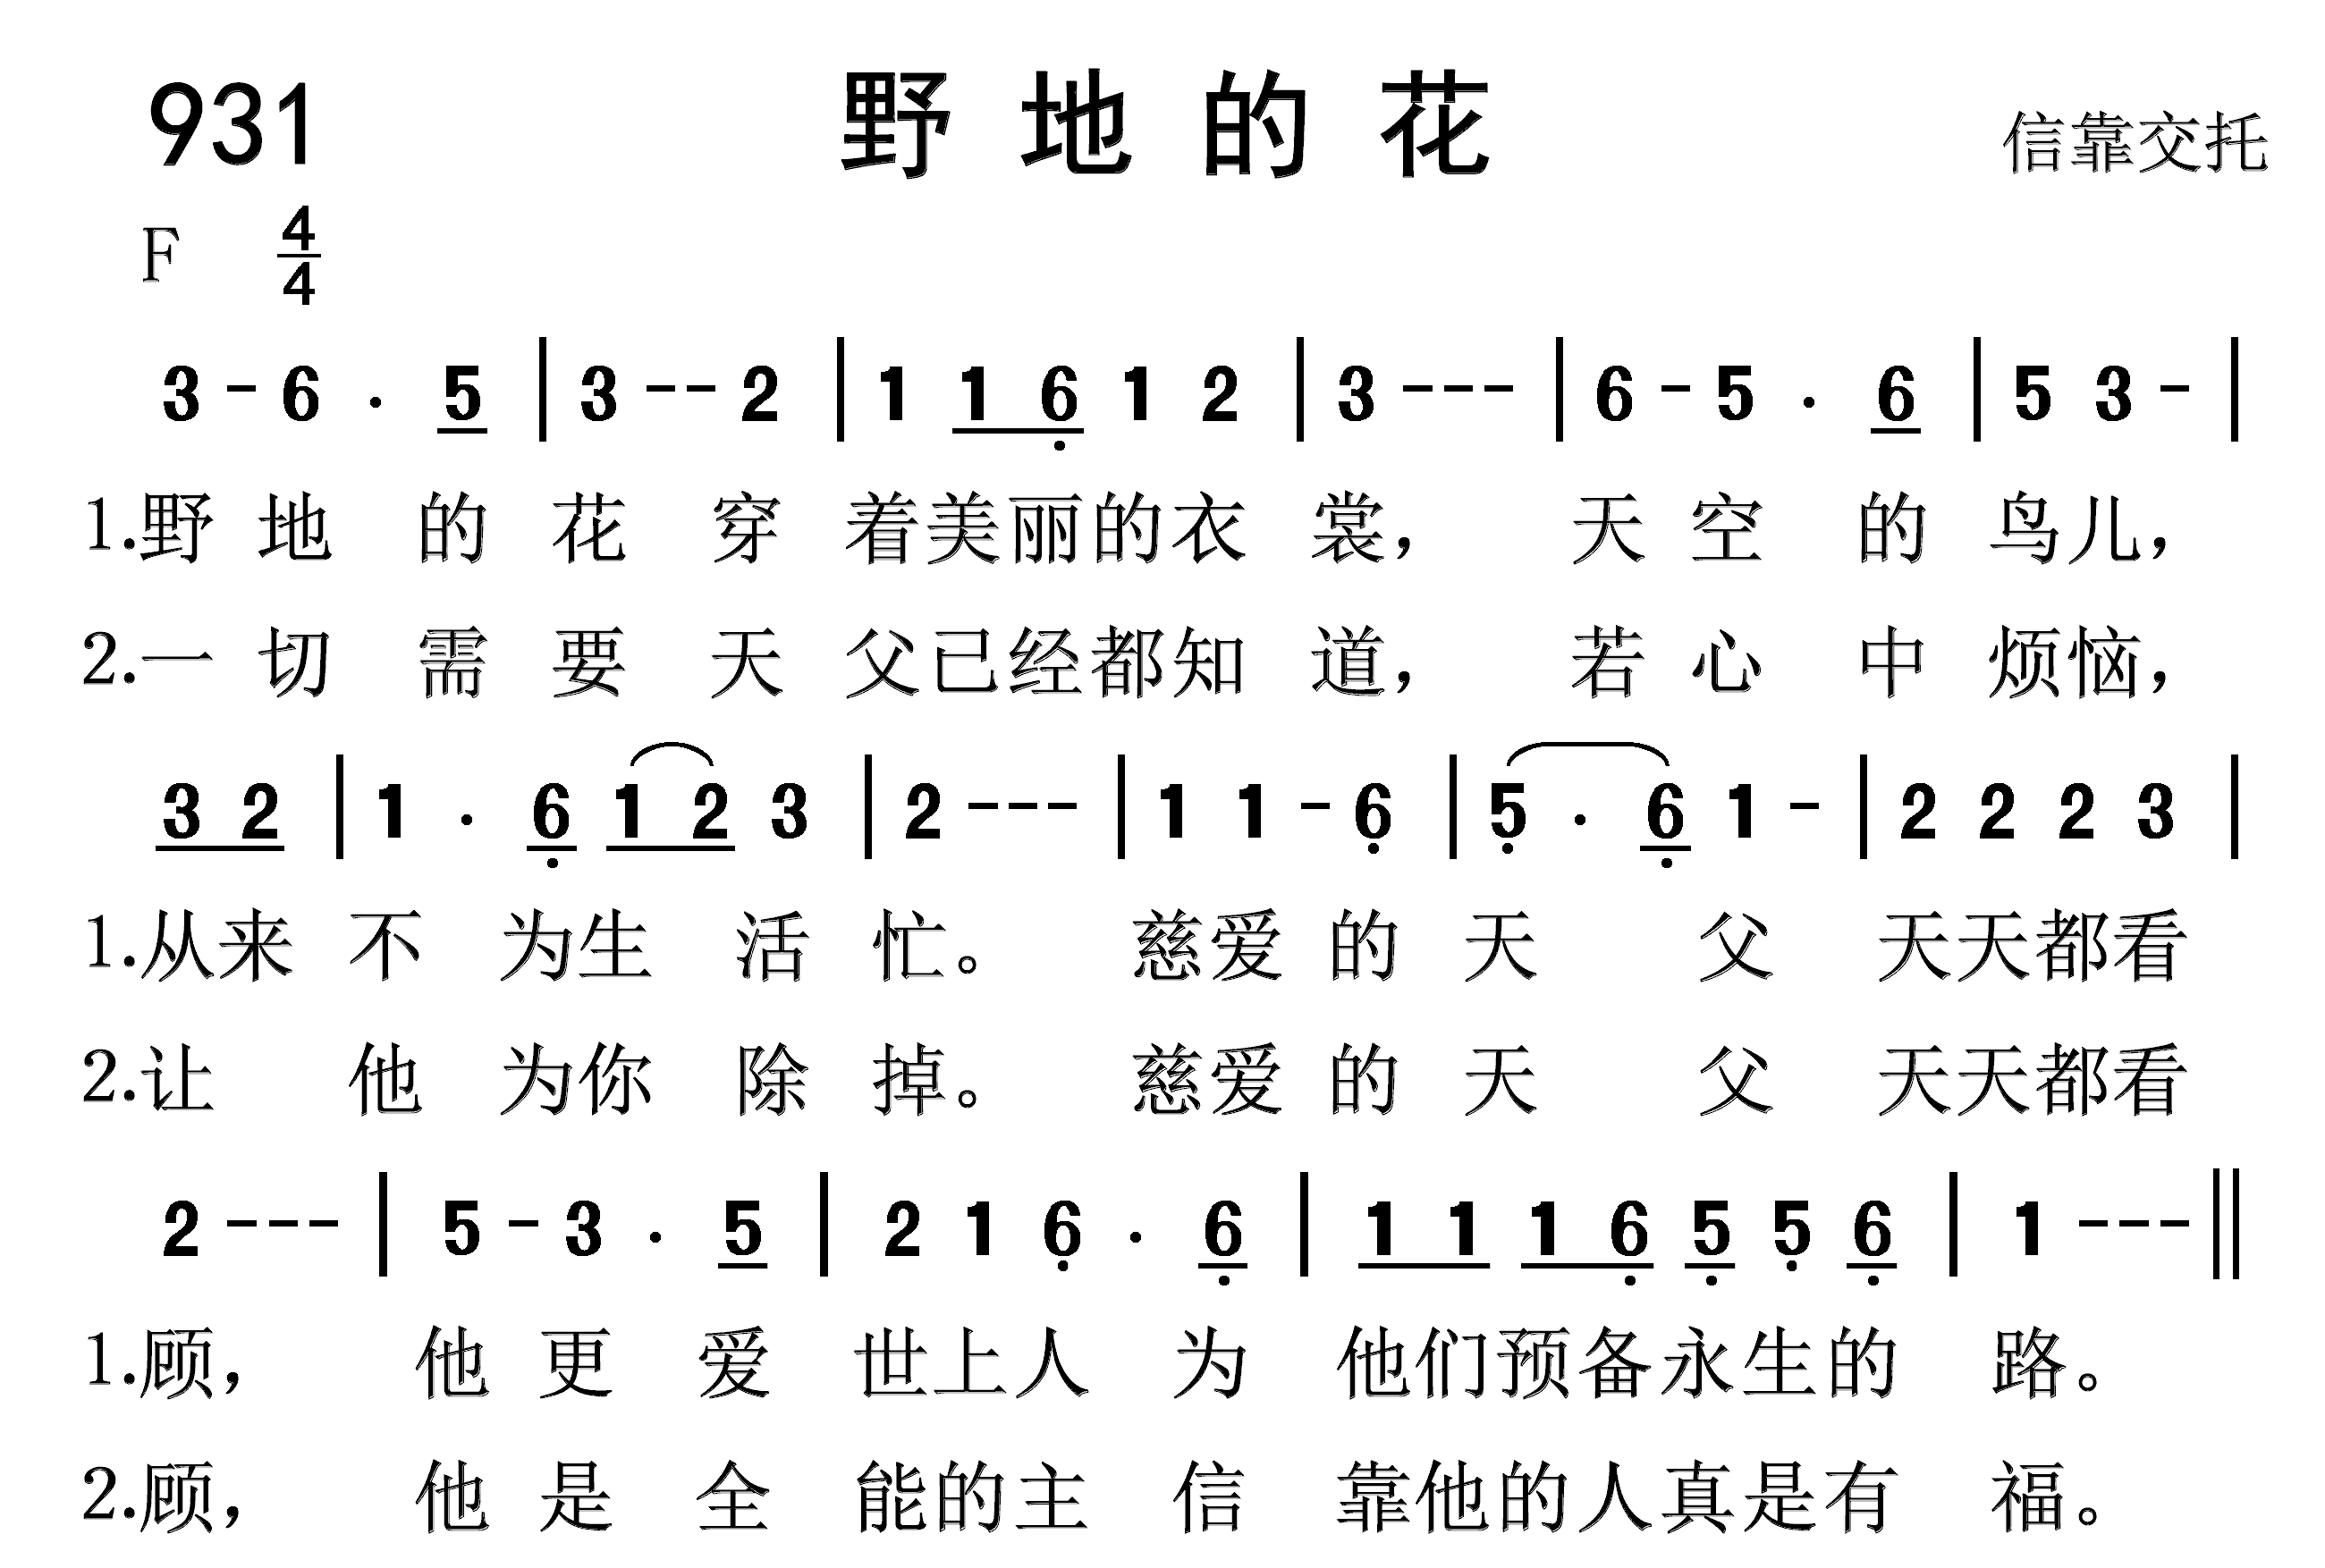 931 野地的花 信靠交托
F 4/4
3 - 6 . 5 | 3 - - 2 | 1 1 6 1 2 | 3 - - - | 6 - 5 . 6 | 5 3 - |
1.野地的花穿着美丽的衣裳，天空的鸟儿，
2.一切需要天父已经都知道，若心中烦恼，
3 2 | 1 . 6 1 2 3 | 2 - - - | 1 1 - 6 | 5 . 6 1 - | 2 2 2 3 |
1.从来不为生活忙。慈爱的天父天天都看
2.让他为你除掉。慈爱的天父天天都看
2 - - - | 5 - 3 . 5 | 2 1 6 . 6 | 1 1 1 6 5 5 6 | 1 - - - ||
1.顾，他更爱世上人为他们预备永生的路。
2.顾，他是全能的主信靠他的人真是有福。